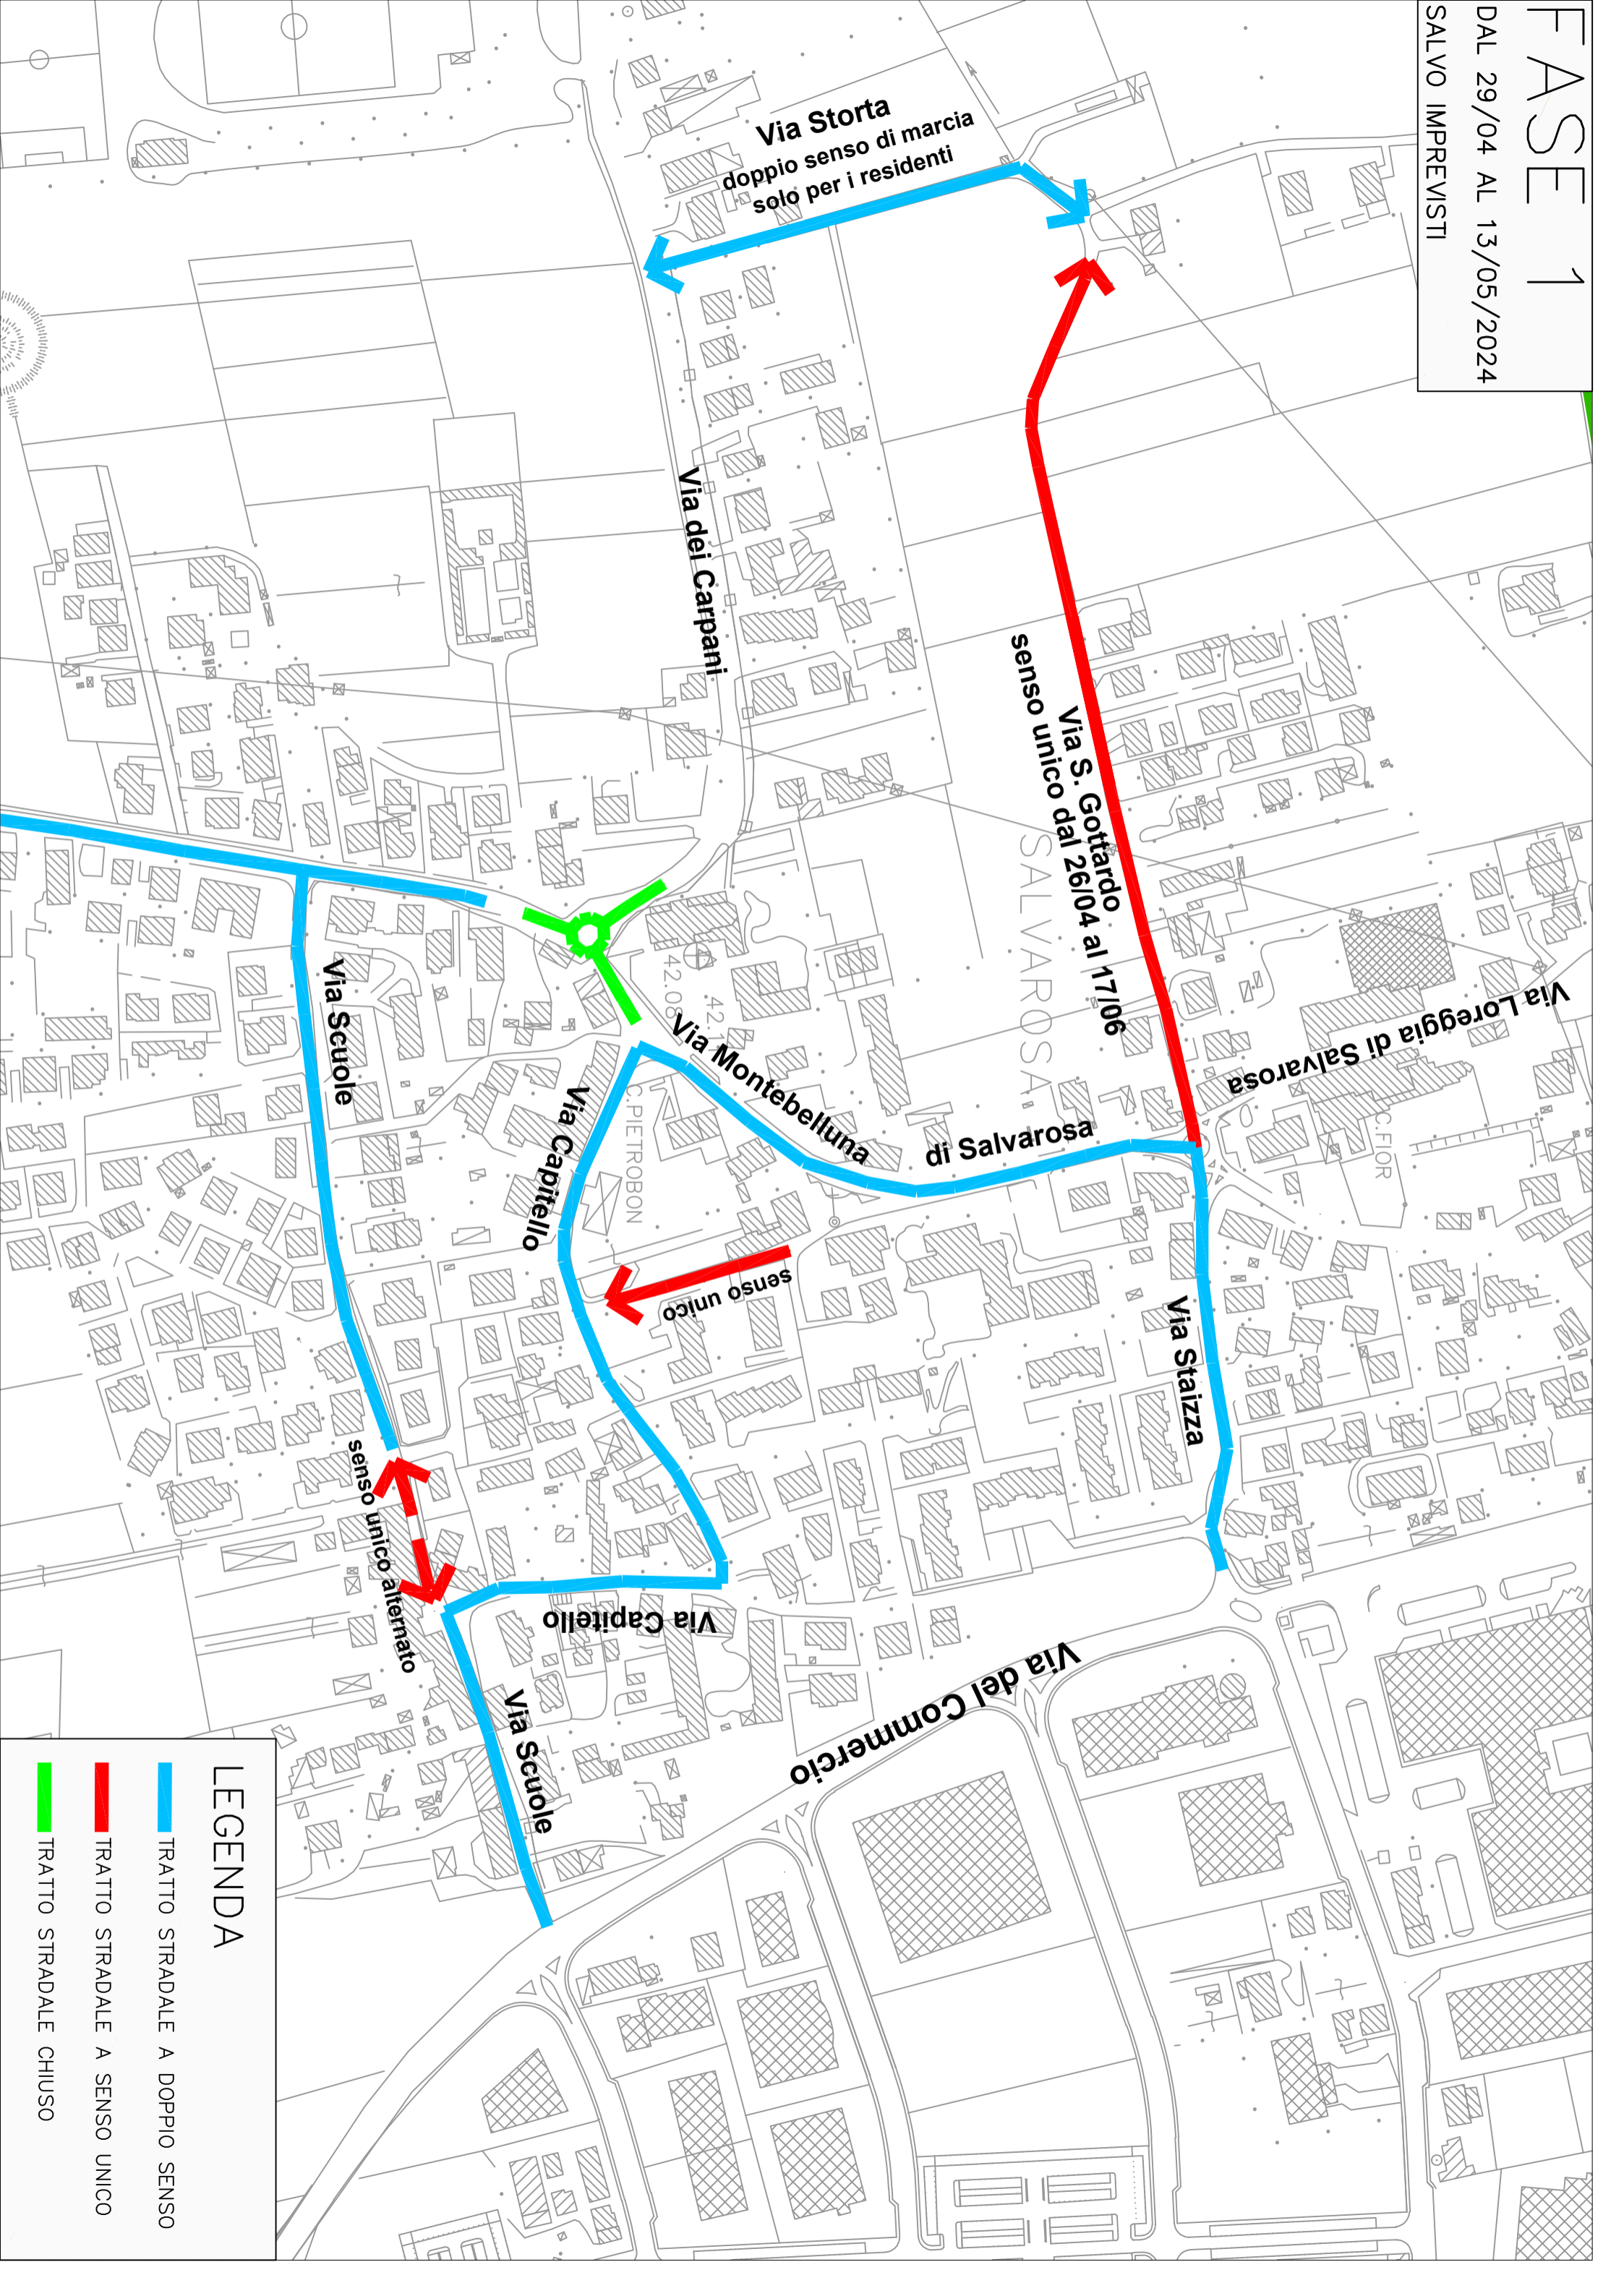 FASE 1
DAL 29/04 AL 13/05/2024
SALVO IMPREVISTI
Via Storta
doppio senso di marcia
solo per i residenti
Via dei Carpani
Via S. Gottardo
senso unico dal 26/04 al 17/06
SALVAROSA
Via Loreggia di Salvarosa
C.FIOR
Via Scuole
Via Montebelluna
di Salvarosa
Via Capitello
C.PIETROBON
senso unico
Via Staizza
senso unico alternato
Via Capitello
Via Scuole
Via del Commercio
LEGENDA
TRATTO STRADALE A DOPPIO SENSO
TRATTO STRADALE A SENSO UNICO
TRATTO STRADALE CHIUSO